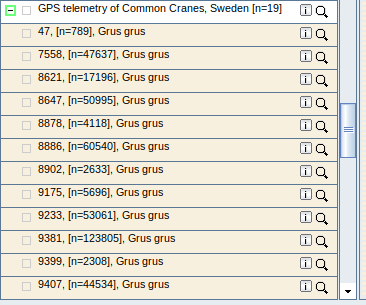 GPS telemetry of Common Cranes, Sweden [n=19]
47, [n=789], Grus grus
7558, [n=47637], Grus grus
8621, [n=17196], Grus grus
8647, [n=50995], Grus grus
8878, [n=4118], Grus grus
8886, [n=60540], Grus grus
8902, [n=2633], Grus grus
9175, [n=5696], Grus grus
9233, [n=53061], Grus grus
9381, [n=123805], Grus grus
9399, [n=2308], Grus grus
9407, [n=44534], Grus grus